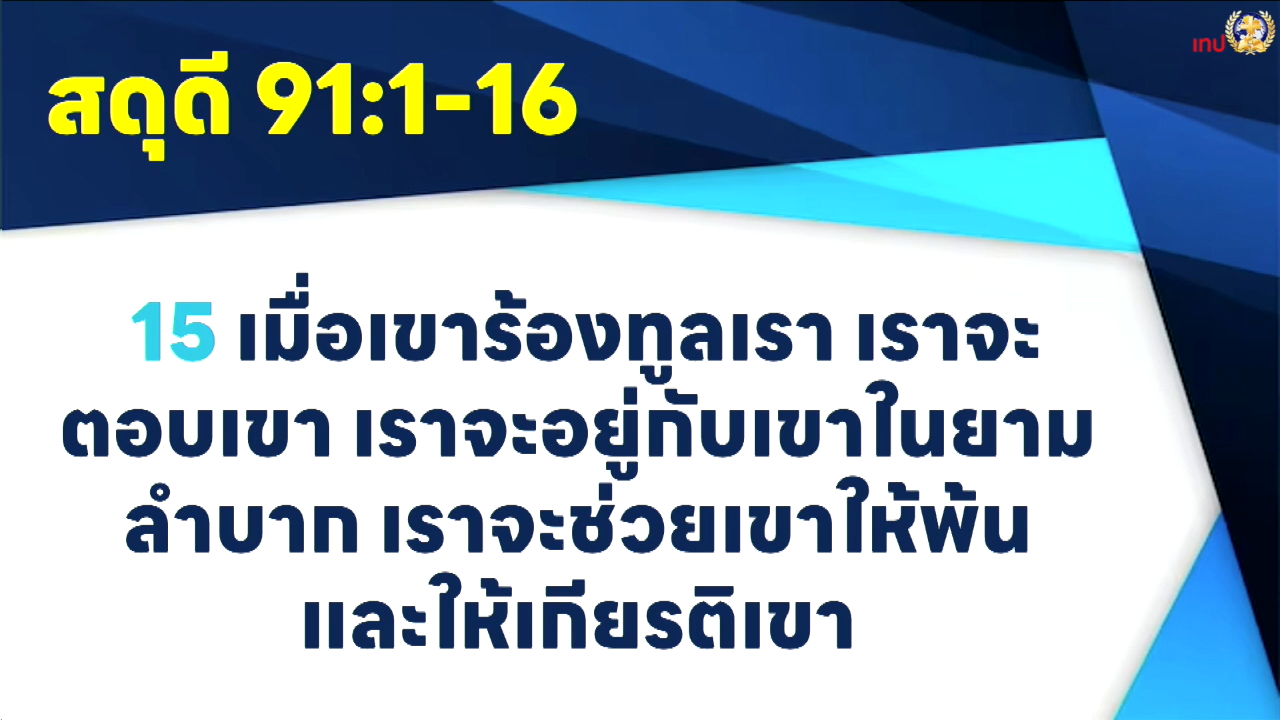 เทป
สดุดี 91:1-16
15 เมื่อเขาร้องทูลเรา เราจะ
ตอบเขา เราจะอยู่กับเขาในยาม
ลำบาก เราจะช่วยเขาให้พ้น
และให้เกียรติเขา